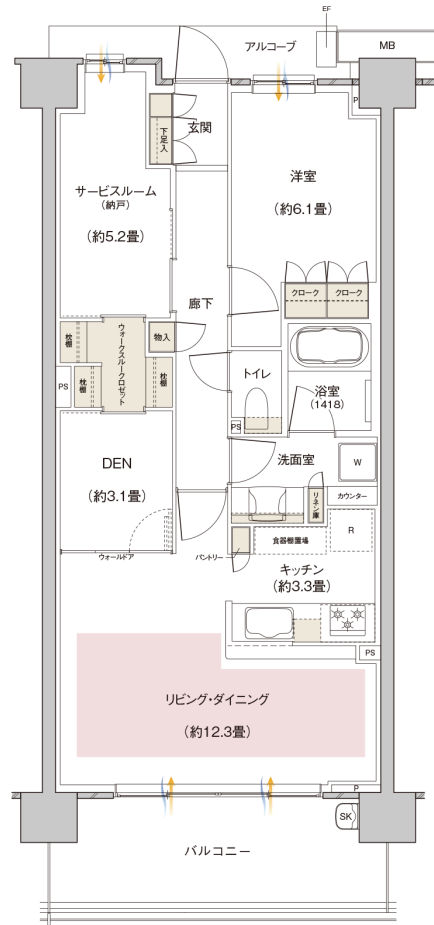 EF
アルコーブ
MB
P
玄関
下足入
洋室
（約6.1畳）
サービスルーム
（納戸）
（約5.2畳）
廊下
クローク
クローク
物入
ウォークスルークロゼット
枕棚
枕棚
枕棚
PS
トイレ
浴室
（1418）
PS
DEN
（約3.1畳）
洗面室
W
カウンター
リネン庫
R
食器棚置場
パントリー
ウォールドア
キッチン
（約3.3畳）
PS
リビング・ダイニング
（約12.3畳）
P
SK
バルコニー